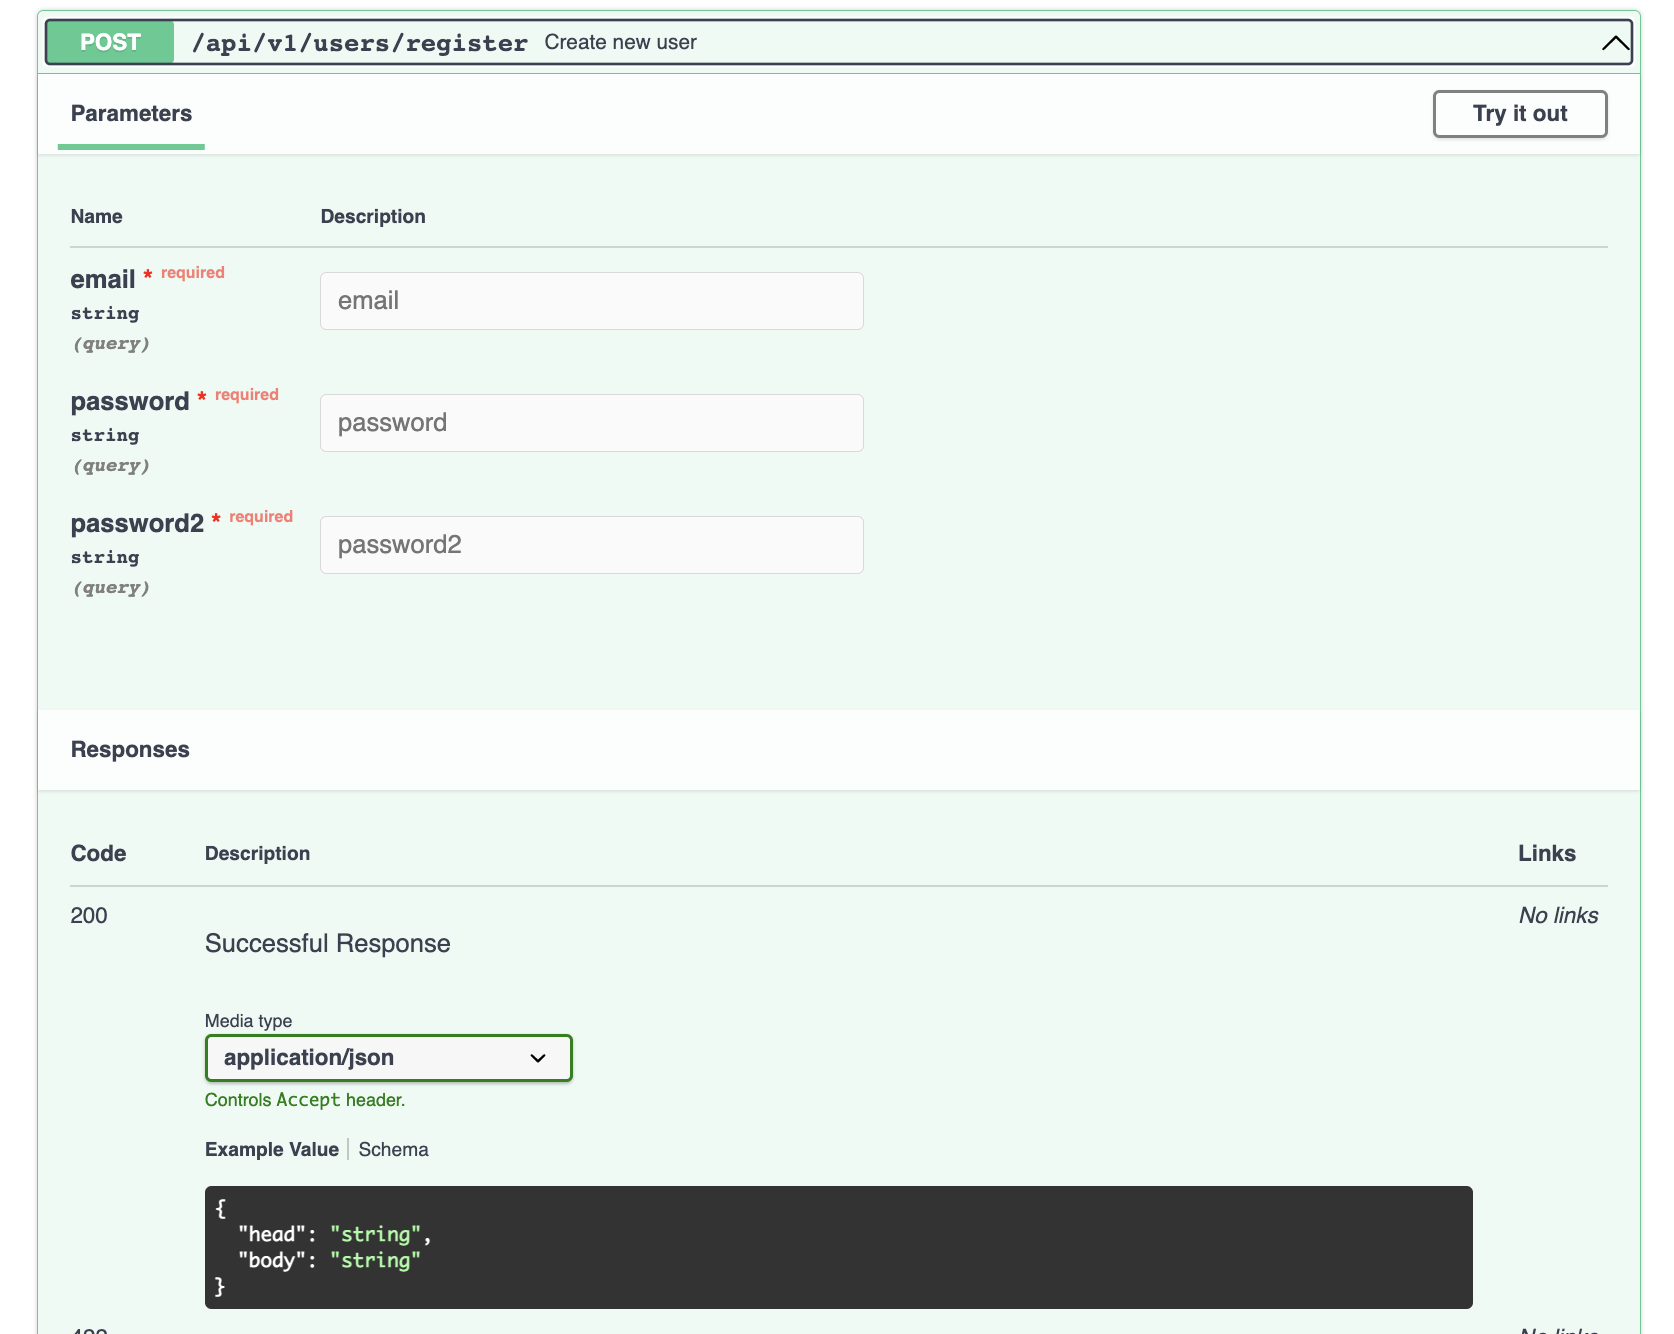 POST /api/v1/users/register Create new user
Parameters
Try it out
Name Description
email * required
string
(query)
email
password * required
string
(query)
password
password2 * required
string
(query)
password2
Responses
Code Description Links
200 No links
Successful Response
Media type
application/json
Controls Accept header.
Example Value Schema
{
"head": "string",
"body": "string"
}
No links